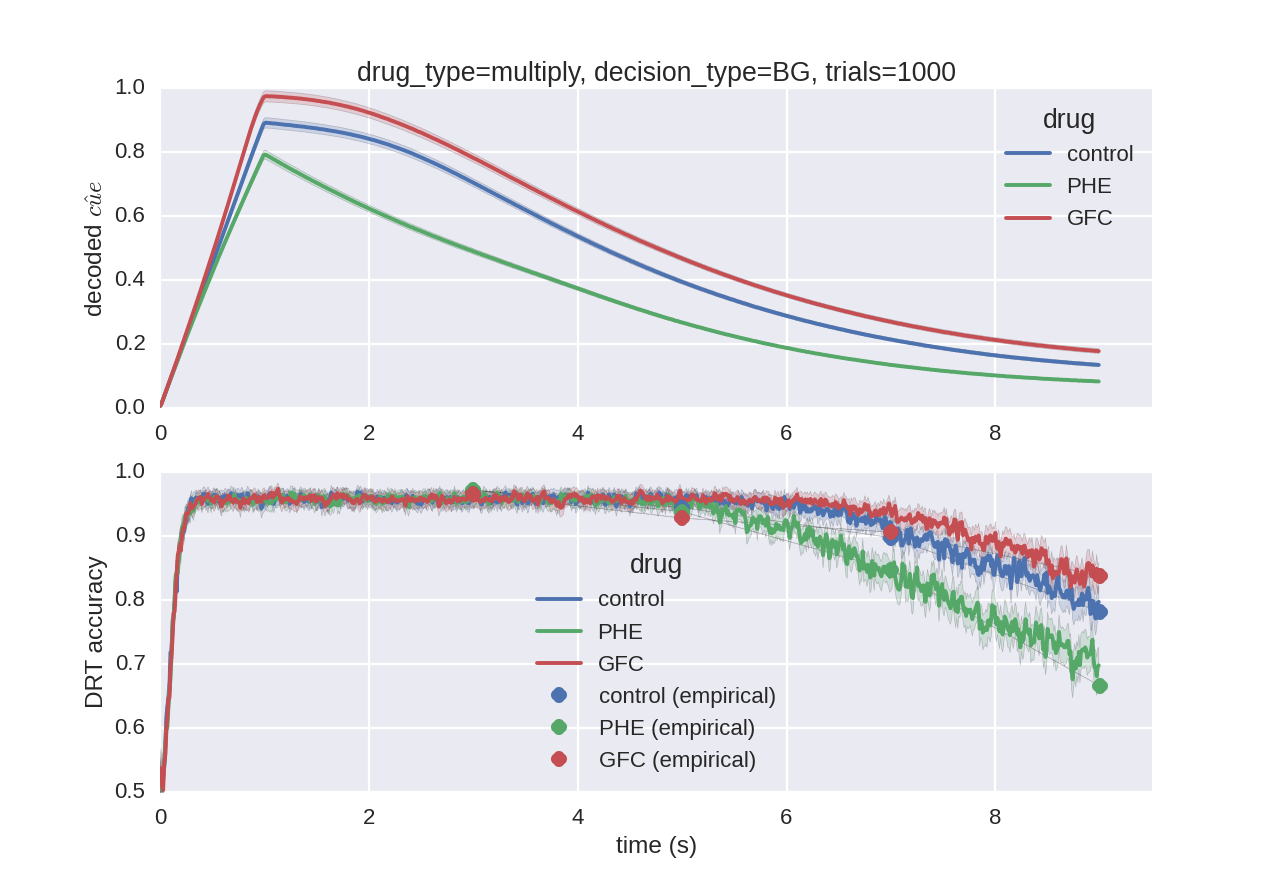 drug_type=multiply, decision_type=BG, trials=1000
decoded cûe
1.0
0.8
0.6
0.4
0.2
0.0
0 2 4 6 8
drug
control
PHE
GFC
DRT accuracy
1.0
0.9
0.8
0.7
0.6
0.5
drug
control
PHE
GFC
control (empirical)
PHE (empirical)
GFC (empirical)
0 2 4 6 8
time (s)